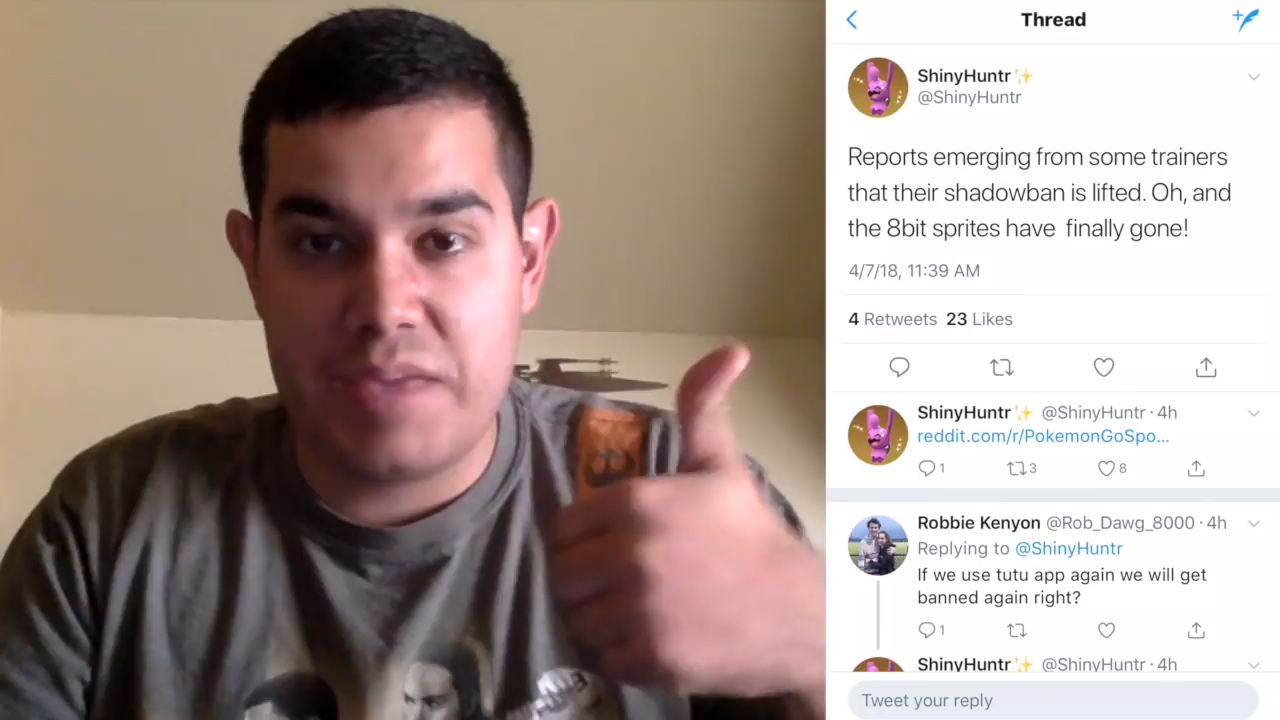 Thread
ShinyHuntr✨
@ShinyHuntr
Reports emerging from some trainers
that their shadowban is lifted. Oh, and
the 8bit sprites have finally gone!
4/7/18, 11:39 AM
4 Retweets 23 Likes
ShinyHuntr✨ @ShinyHuntr · 4h
reddit.com/r/PokemonGoSpo...
1 3 8
Robbie Kenyon @Rob_Dawg_8000 · 4h
Replying to @ShinyHuntr
If we use tutu app again we will get
banned again right?
1
ShinyHuntr✨ @ShinyHuntr · 4h
Tweet your reply